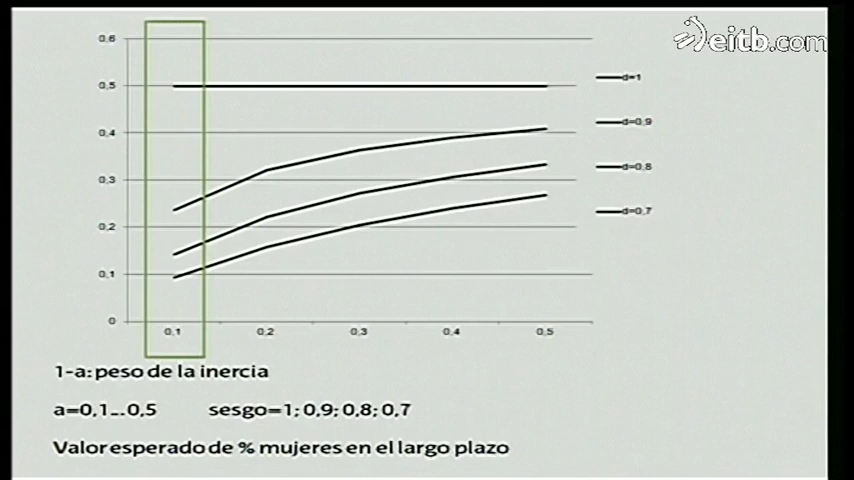 eitb.com
0,6
0,5
0,4
0,3
0,2
0,1
0
0,1 0,2 0,3 0,4 0,5
d=1
d=0,9
d=0,8
d=0,7
1-a: peso de la inercia
a=0,1...0,5 sesgo=1; 0,9; 0,8; 0,7
Valor esperado de % mujeres en el largo plazo